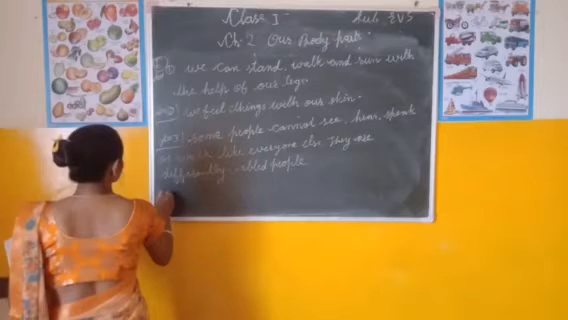 Class I Sub. EVS
Ch. 2 Our Body parts
we can stand, walk and run with
the help of our legs.
we feel things with our skin.
some people cannot see, hear, speak
or walk like everyone else. They are
people